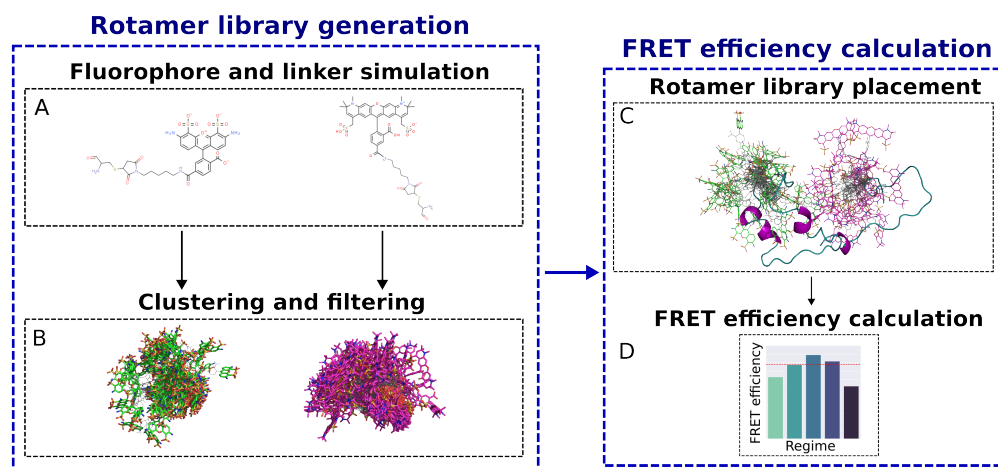 Rotamer library generation
Fluorophore and linker simulation
A
Clustering and filtering
B
FRET efficiency calculation
Rotamer library placement
C
FRET efficiency calculation
D
FRET efficiency
Regime